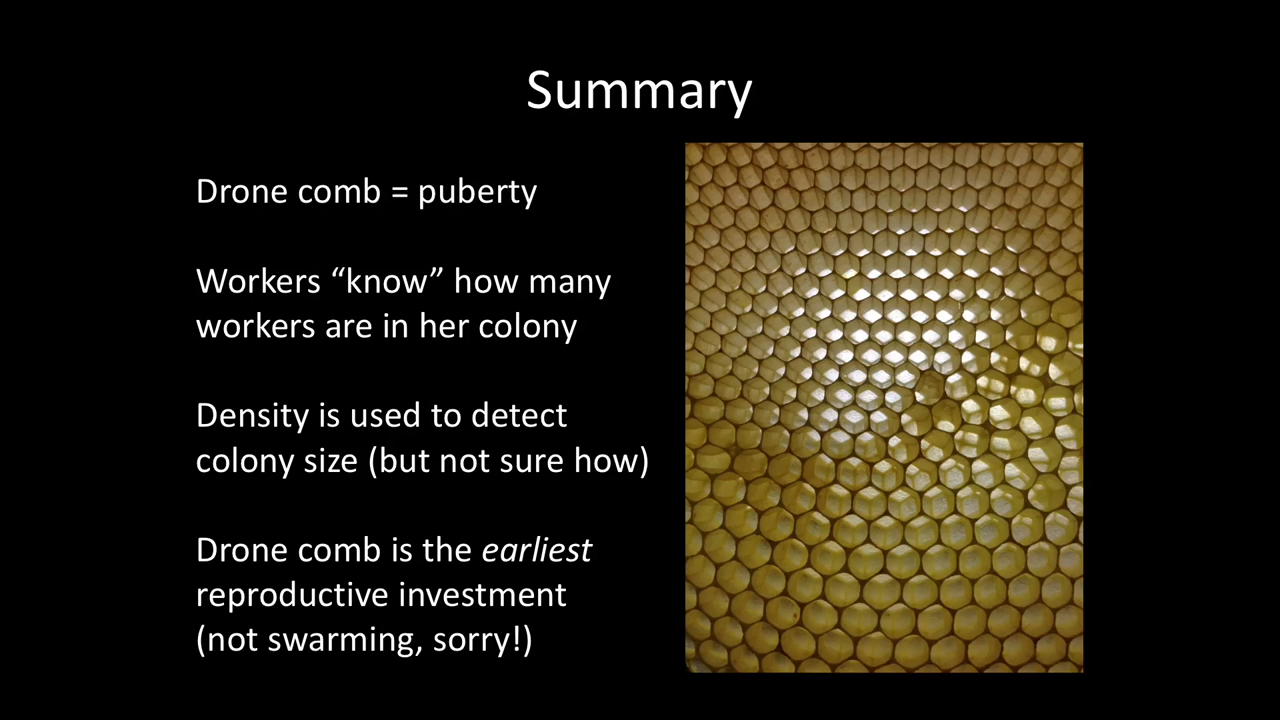 Summary
Drone comb = puberty
Workers “know” how many
workers are in her colony
Density is used to detect
colony size (but not sure how)
Drone comb is the earliest
reproductive investment
(not swarming, sorry!)